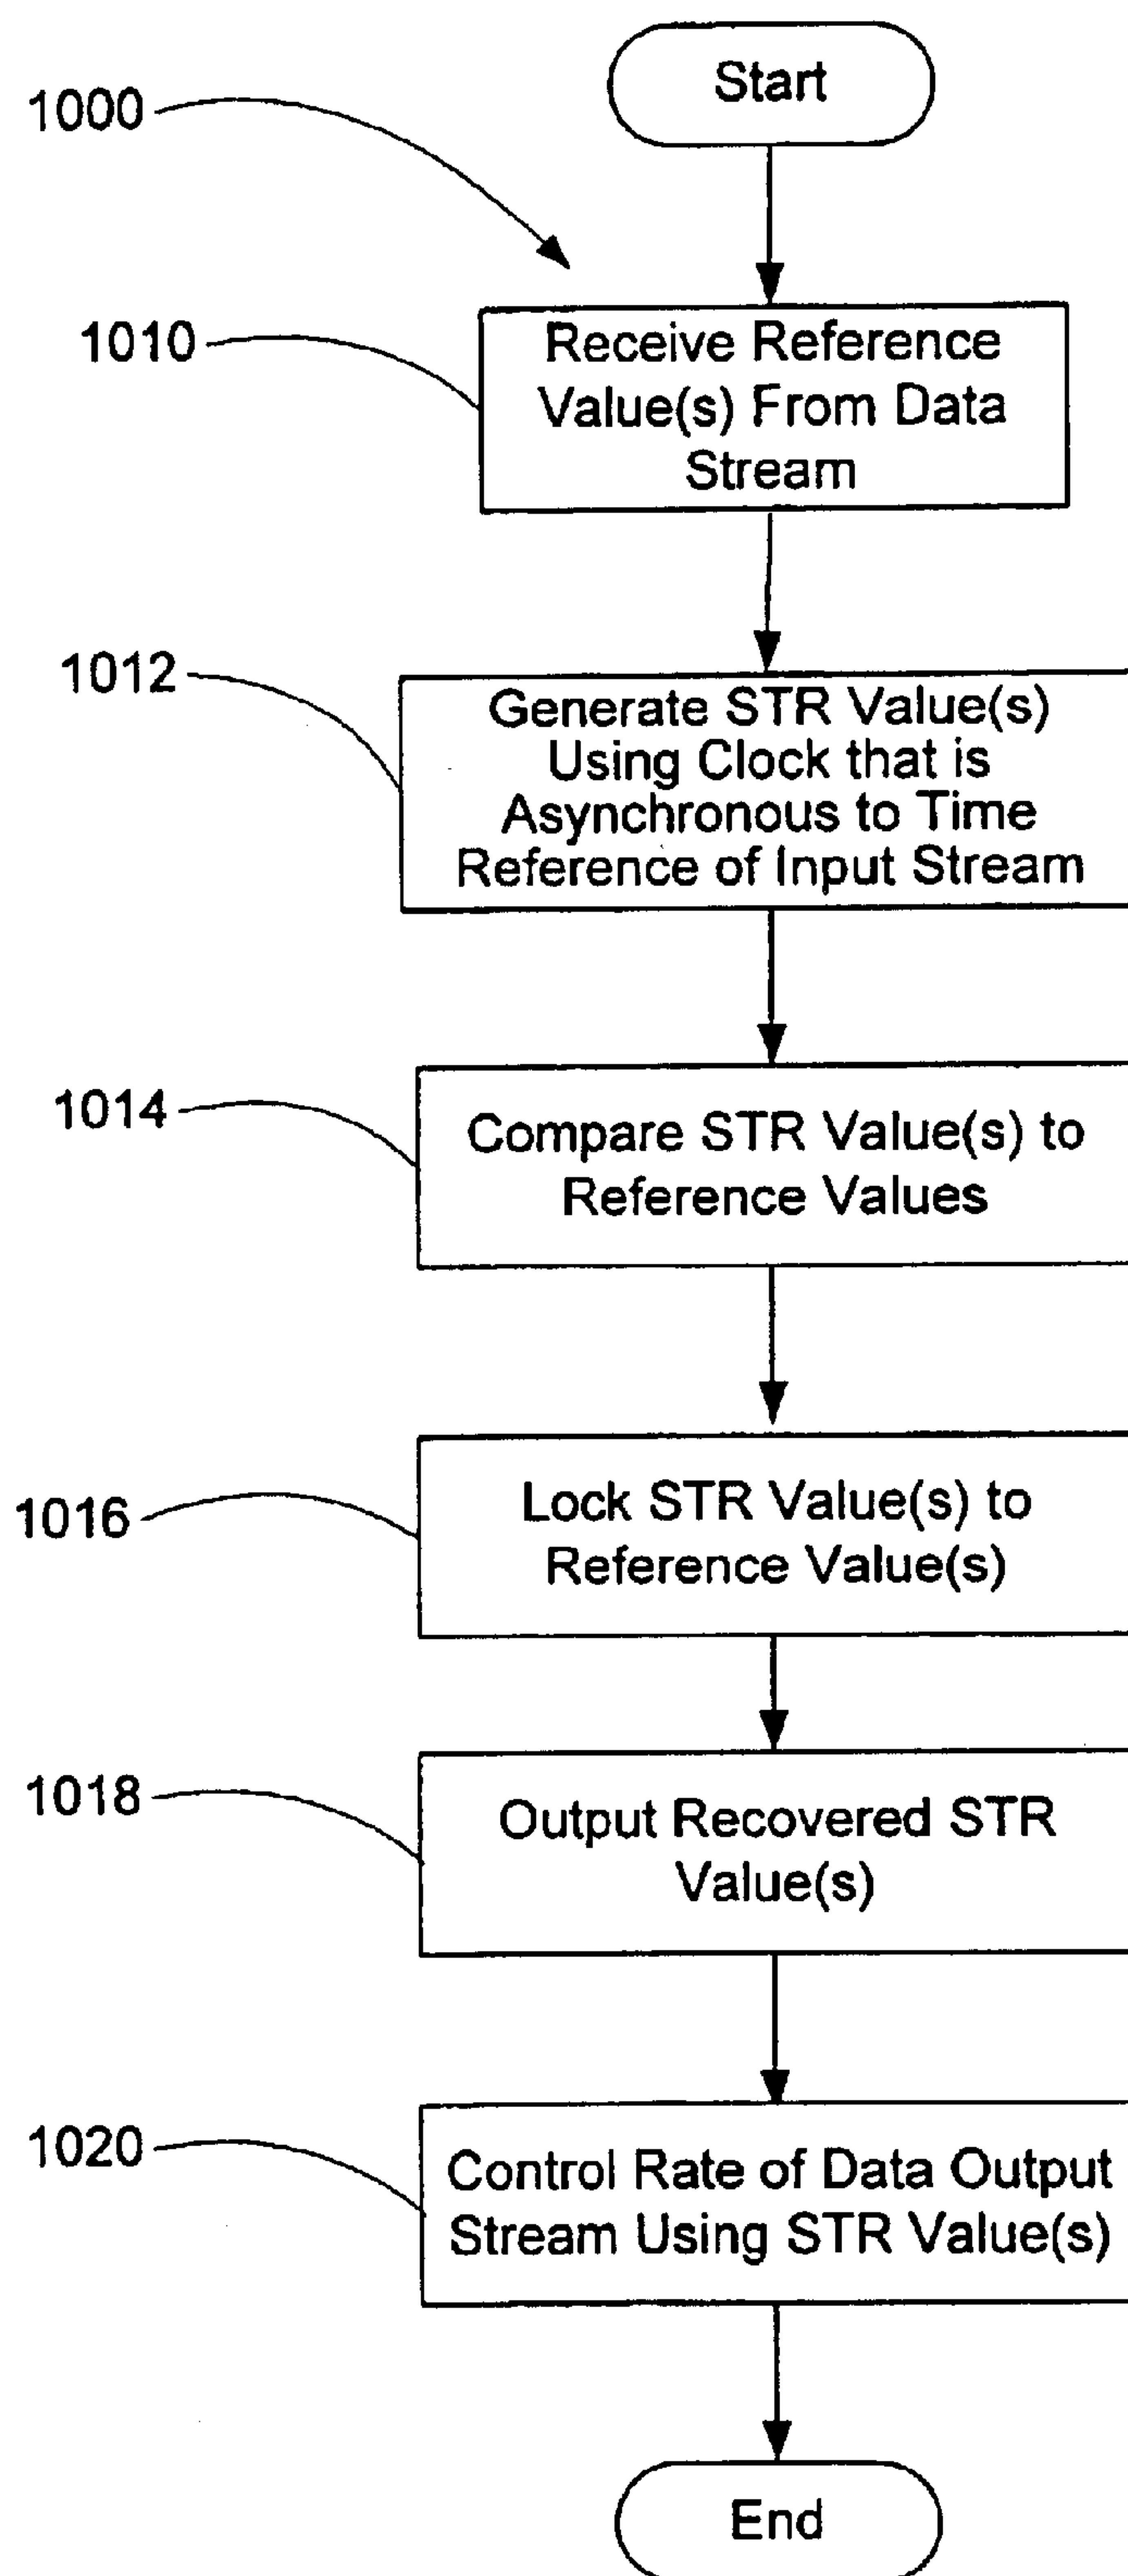 Start
1000
1010
Receive Reference
Value(s) From Data
Stream
1012
Generate STR Value(s)
Using Clock that is
Asynchronous to Time
Reference of Input Stream
1014
Compare STR Value(s) to
Reference Values
1016
Lock STR Value(s) to
Reference Value(s)
1018
Output Recovered STR
Value(s)
1020
Control Rate of Data Output
Stream Using STR Value(s)
End